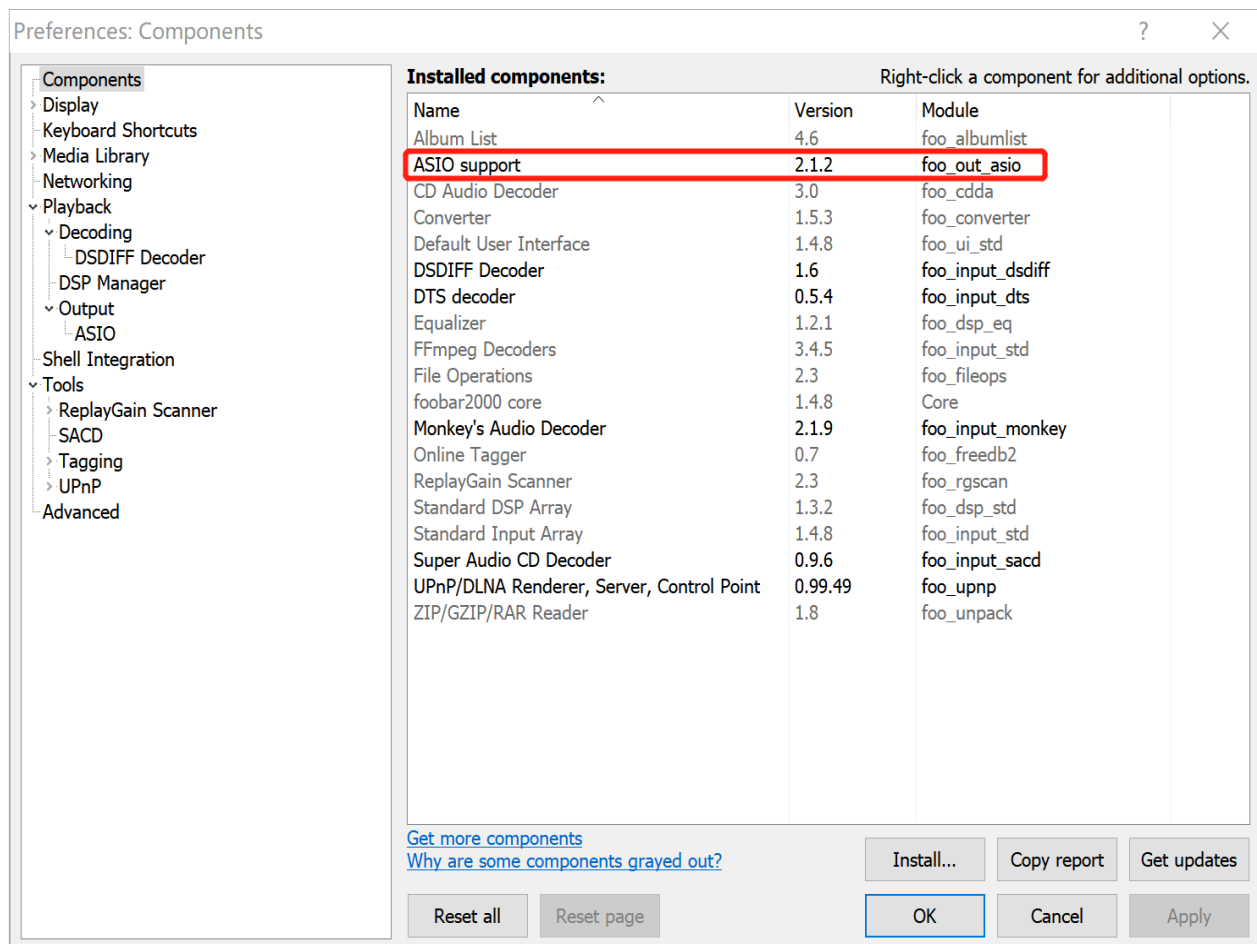 Preferences: Components
?
Components
Display
Keyboard Shortcuts
Media Library
Networking
Playback
Decoding
DSDIFF Decoder
DSP Manager
Output
ASIO
Shell Integration
Tools
ReplayGain Scanner
SACD
Tagging
UPnP
Advanced
Installed components: Right-click a component for additional options.
Name Version Module
Album List 4.6 foo_albumlist
ASIO support 2.1.2 foo_out_asio
CD Audio Decoder 3.0 foo_cdda
Converter 1.5.3 foo_converter
Default User Interface 1.4.8 foo_ui_std
DSDIFF Decoder 1.6 foo_input_dsdiff
DTS decoder 0.5.4 foo_input_dts
Equalizer 1.2.1 foo_dsp_eq
FFmpeg Decoders 3.4.5 foo_input_std
File Operations 2.3 foo_fileops
foobar2000 core 1.4.8 Core
Monkey's Audio Decoder 2.1.9 foo_input_monkey
Online Tagger 0.7 foo_freedb2
ReplayGain Scanner 2.3 foo_rgscan
Standard DSP Array 1.3.2 foo_dsp_std
Standard Input Array 1.4.8 foo_input_std
Super Audio CD Decoder 0.9.6 foo_input_sacd
UPnP/DLNA Renderer, Server, Control Point 0.99.49 foo_upnp
ZIP/GZIP/RAR Reader 1.8 foo_unpack
Get more components
Why are some components grayed out?
Install... Copy report Get updates
Reset all Reset page OK Cancel Apply